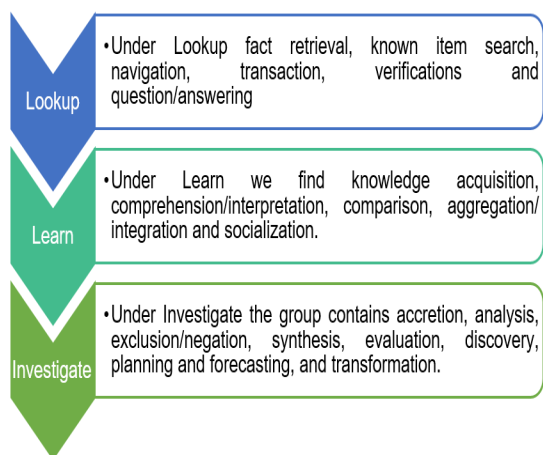 Lookup
•Under Lookup fact retrieval, known item search,
navigation, transaction, verifications and
question/answering
Learn
•Under Learn we find knowledge acquisition,
comprehension/interpretation, comparison, aggregation/
integration and socialization.
Investigate
•Under Investigate the group contains accretion, analysis,
exclusion/negation, synthesis, evaluation, discovery,
planning and forecasting, and transformation.